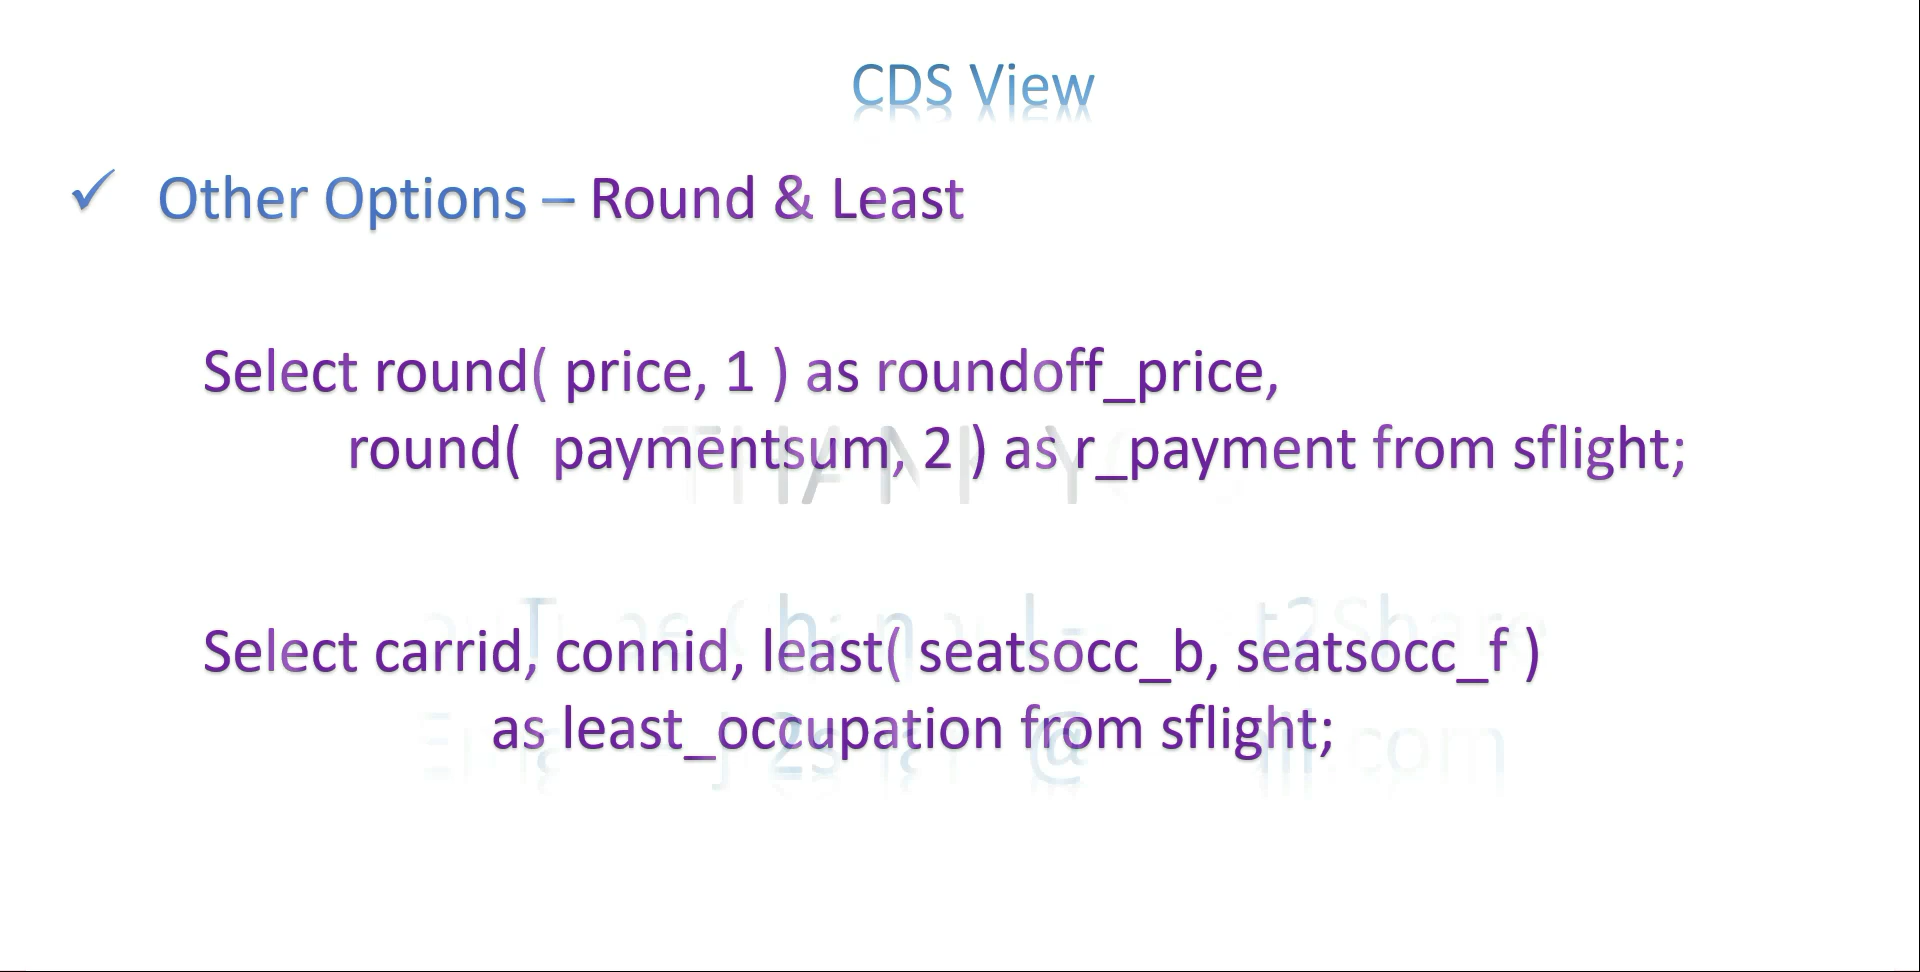 CDS View
✓ Other Options – Round & Least
Select round( price, 1 ) as roundoff_price,
round(  paymentsum, 2 ) as r_payment from sflight;
Select carrid, connid, least( seatsocc_b, seatsocc_f )
as least_occupation from sflight;